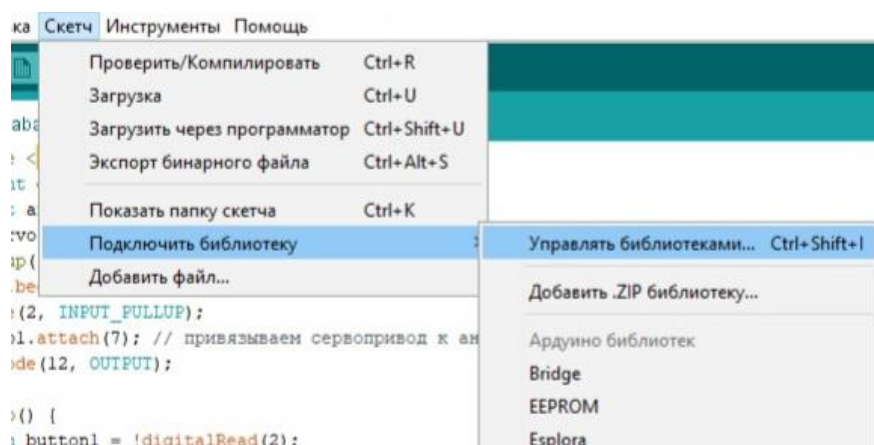 ка Скетч Инструменты Помощь
Проверить/Компилировать Ctrl+R
Загрузка Ctrl+U
aba Загрузить через программатор Ctrl+Shift+U
Экспорт бинарного файла Ctrl+Alt+S
Показать папку скетча Ctrl+K
Подключить библиотеку Управлять библиотеками... Ctrl+Shift+I
Добавить файл...
Добавить .ZIP библиотеку...
(2, INPUT_PULLUP);
.attach(7); // привязываем сервопривод к ан
Ардуино библиотек
de(12, OUTPUT);
Bridge
EEPROM
() {
button1 = !digitalRead(2);
Esplora